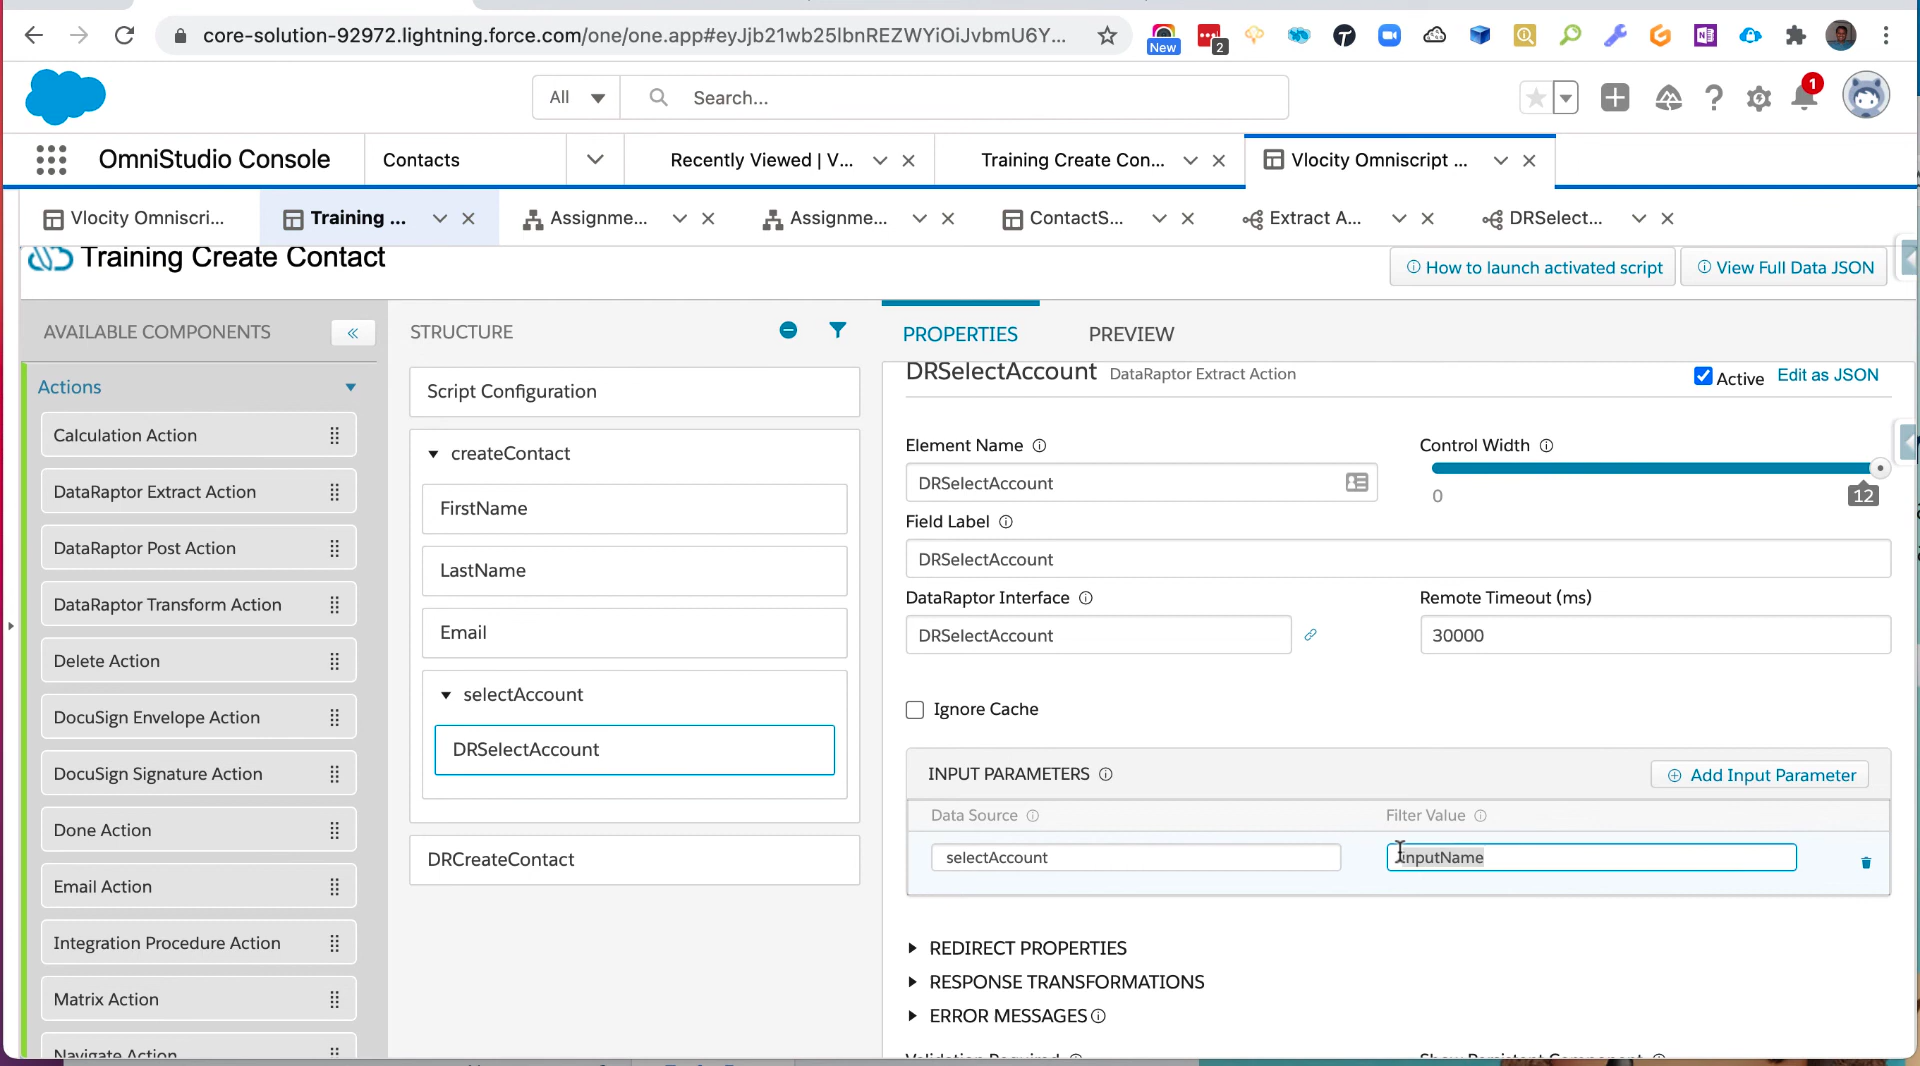 core-solution-92972.lightning.force.com/one/one.app#eyJjb21wb25lbnREZWYiOiJvbmU6Y...
New
2
All
Search...
1
OmniStudio Console
Contacts
Recently Viewed | V...
Training Create Con...
Vlocity Omniscript ...
Vlocity Omniscri...
Training ...
Assignme...
Assignme...
ContactS...
Extract A...
DRSelect...
Training Create Contact
How to launch activated script
View Full Data JSON
AVAILABLE COMPONENTS
STRUCTURE
PROPERTIES
PREVIEW
Actions
Calculation Action
DataRaptor Extract Action
DataRaptor Post Action
DataRaptor Transform Action
Delete Action
DocuSign Envelope Action
DocuSign Signature Action
Done Action
Email Action
Integration Procedure Action
Matrix Action
Navigate Action
Script Configuration
createContact
FirstName
LastName
Email
selectAccount
DRSelectAccount
DRCreateContact
DRSelectAccount DataRaptor Extract Action
Active
Edit as JSON
Element Name
DRSelectAccount
Control Width
0
12
Field Label
DRSelectAccount
DataRaptor Interface
DRSelectAccount
Remote Timeout (ms)
30000
Ignore Cache
INPUT PARAMETERS
Add Input Parameter
Data Source
Filter Value
selectAccount
inputName
REDIRECT PROPERTIES
RESPONSE TRANSFORMATIONS
ERROR MESSAGES
Validation Required
Show Persistent Component